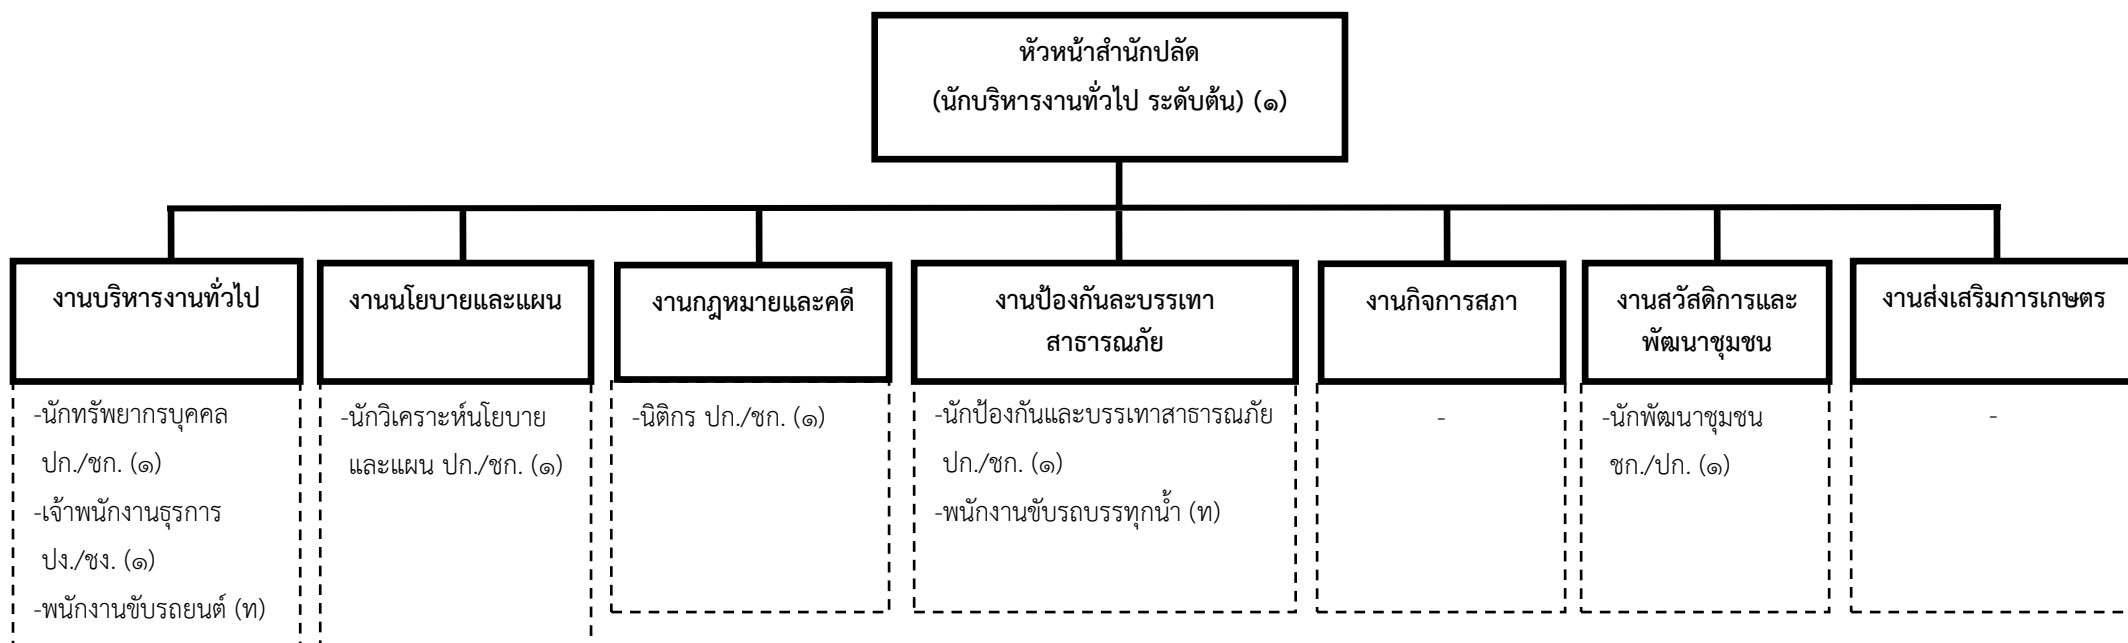 หัวหน้าสำนักปลัด
(นักบริหารงานทั่วไป ระดับต้น) (๑)
งานบริหารงานทั่วไป
-นักทรัพยากรบุคคล
ปก./ชก. (๑)
-เจ้าพนักงานธุรการ
ปง./ชง. (๑)
-พนักงานขับรถยนต์ (ท)
งานนโยบายและแผน
-นักวิเคราะห์นโยบาย
และแผน ปก./ชก. (๑)
งานกฎหมายและคดี
-นิติกร ปก./ชก. (๑)
งานป้องกันละบรรเทา
สาธารณภัย
-นักป้องกันและบรรเทาสาธารณภัย
ปก./ชก. (๑)
-พนักงานขับรถบรรทุกน้ำ (ท)
งานกิจการสภา
-
งานสวัสดิการและ
พัฒนาชุมชน
-นักพัฒนาชุมชน
ชก./ปก. (๑)
งานส่งเสริมการเกษตร
-